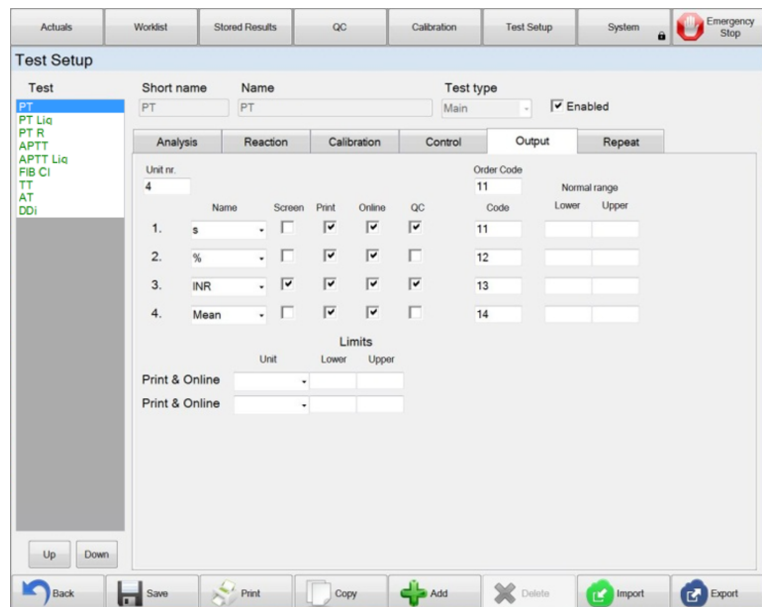 Actuals Worklist Stored Results QC Calibration Test Setup System Emergency Stop
Test Setup
Test Short name Name Test type
PT PT PT Main Enabled
PT Liq
PT R
APTT
APTT Liq
FIB Cl
TT
AT
DDi
Analysis Reaction Calibration Control Output Repeat
Unit nr. Order Code
4 11 Normal range
Name Screen Print Online QC Code Lower Upper
1. s 11
2. % 12
3. INR 13
4. Mean 14
Limits
Unit Lower Upper
Print & Online
Print & Online
Up Down
Back Save Print Copy Add Delete Import Export